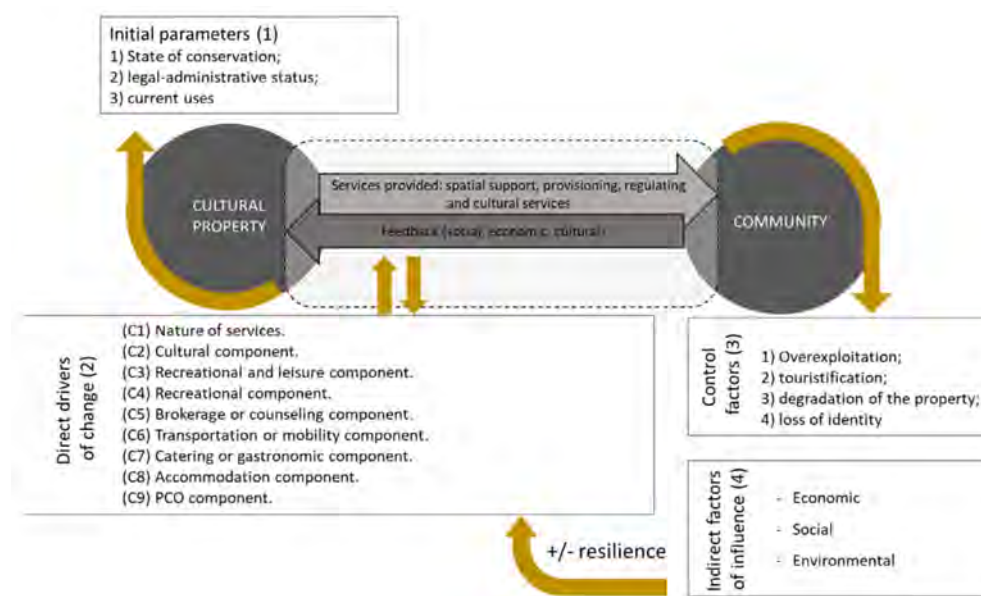 Initial parameters (1)
1) State of conservation;
2) legal-administrative status;
3) current uses
CULTURAL
PROPERTY
Services provided: spatial support, provisioning, regulating
and cultural services
Feedback (social, economic, cultural)
COMMUNITY
Direct drivers
of change (2)
(C1) Nature of services.
(C2) Cultural component.
(C3) Recreational and leisure component.
(C4) Recreational component.
(C5) Brokerage or counseling component.
(C6) Transportation or mobility component.
(C7) Catering or gastronomic component.
(C8) Accommodation component.
(C9) PCO component.
Control
factors (3)
1) Overexploitation;
2) touristification;
3) degradation of the property;
4) loss of identity
Indirect factors
of influence (4)
- Economic
- Social
- Environmental
+/- resilience